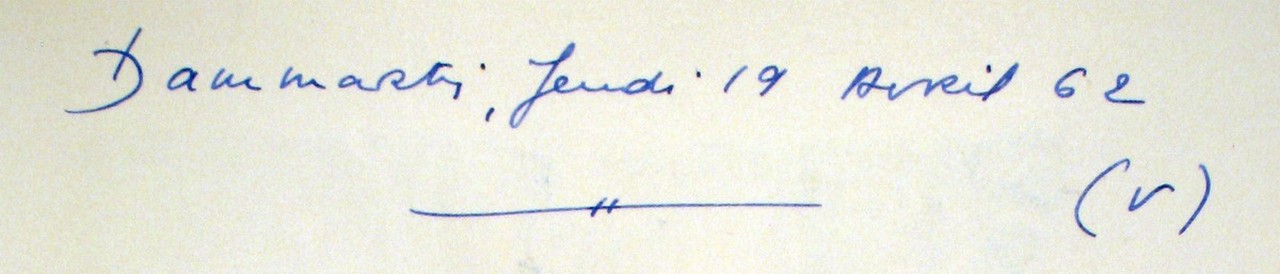 Dammarti, Jeudi 19 Avril 62
〃
(V)